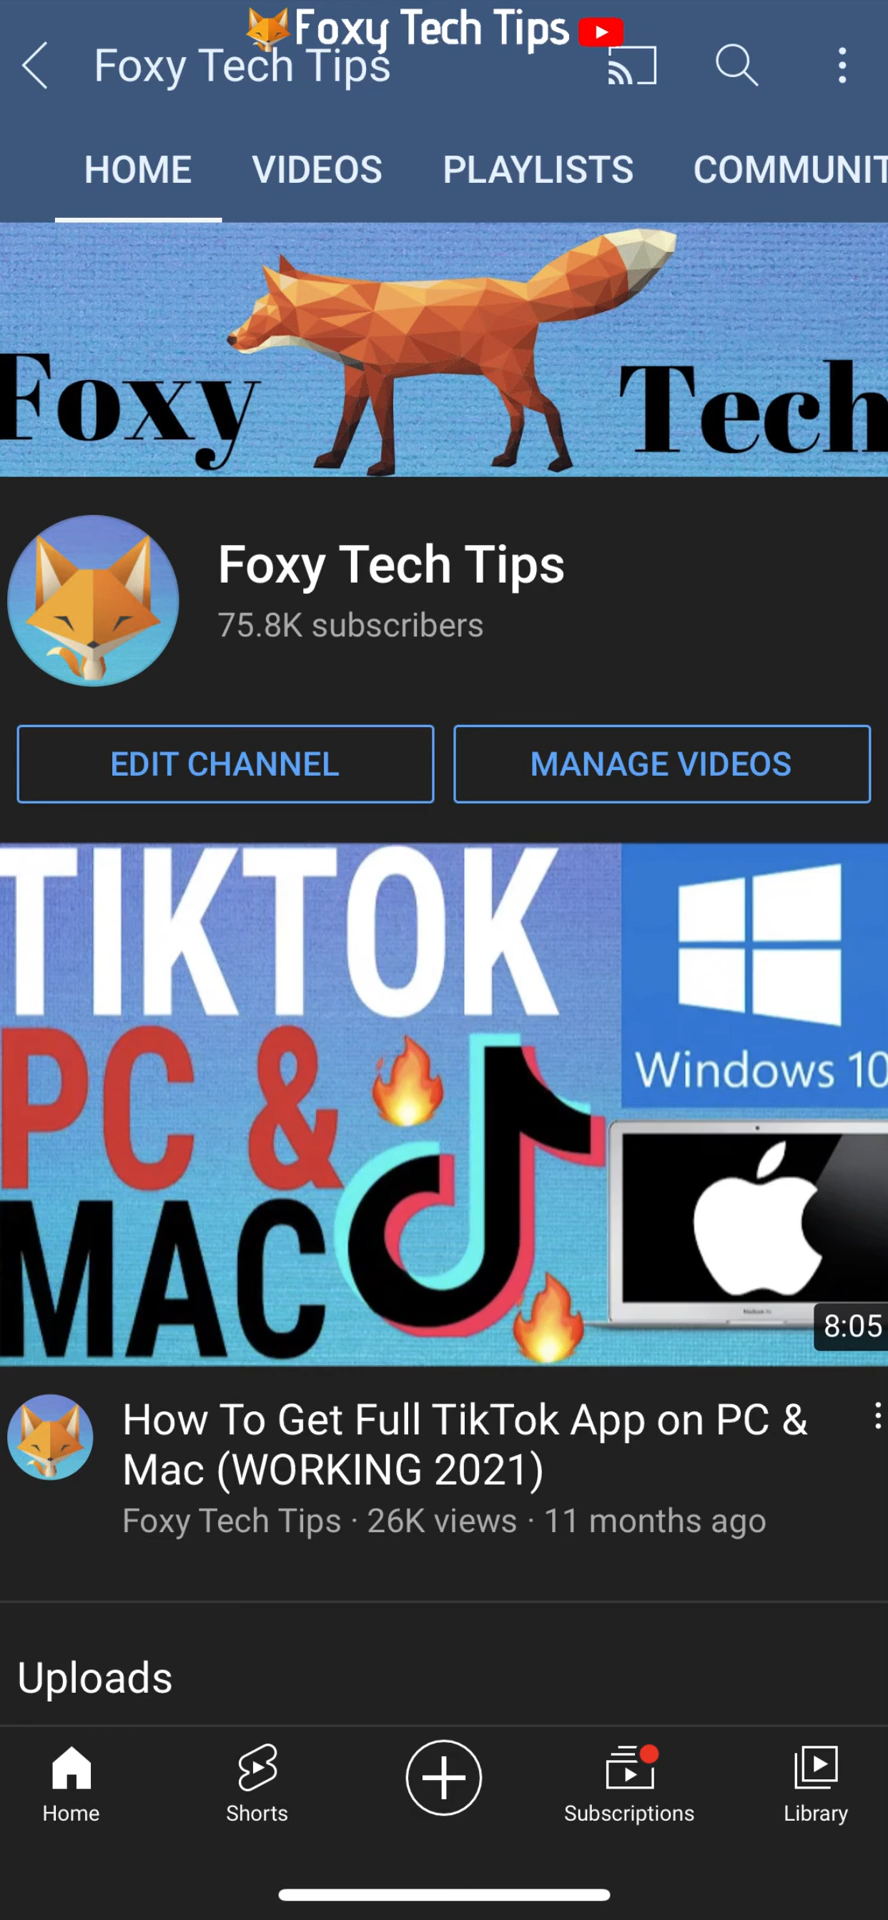 Foxy Tech Tips
Foxy Tech Tips
HOME VIDEOS PLAYLISTS COMMUNIT
Foxy Tech
Foxy Tech Tips
75.8K subscribers
EDIT CHANNEL MANAGE VIDEOS
TIKTOK
PC &
MAC
Windows 10
8:05
How To Get Full TikTok App on PC &
Mac (WORKING 2021)
Foxy Tech Tips · 26K views · 11 months ago
Uploads
Home Shorts Subscriptions Library